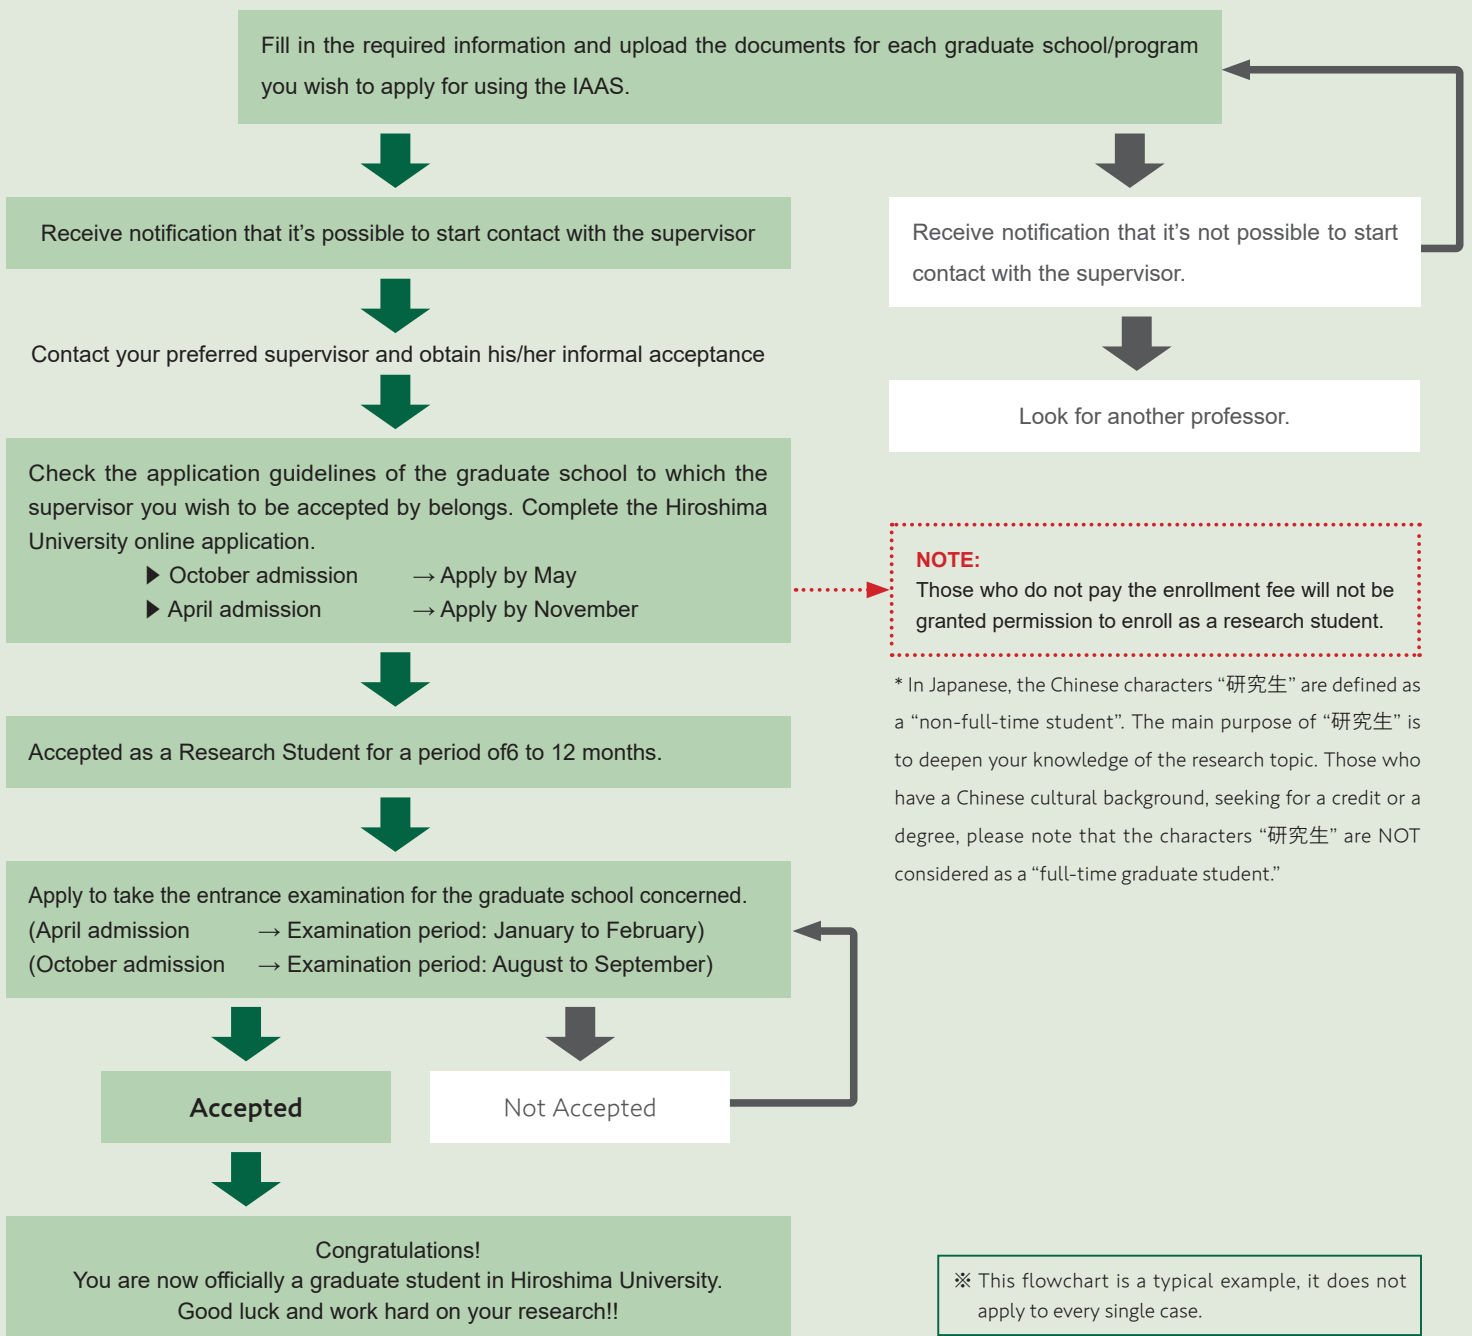 Fill in the required information and upload the documents for each graduate school/program
you wish to apply for using the IAAS.
Receive notification that it's possible to start contact with the supervisor
Receive notification that it's not possible to start
contact with the supervisor.
Contact your preferred supervisor and obtain his/her informal acceptance
Look for another professor.
Check the application guidelines of the graduate school to which the
supervisor you wish to be accepted by belongs. Complete the Hiroshima
University online application.
▶ October admission → Apply by May
▶ April admission → Apply by November
NOTE:
Those who do not pay the enrollment fee will not be
granted permission to enroll as a research student.
* In Japanese, the Chinese characters “研究生” are defined as
a “non-full-time student”. The main purpose of “研究生” is
to deepen your knowledge of the research topic. Those who
have a Chinese cultural background, seeking for a credit or a
degree, please note that the characters “研究生” are NOT
considered as a “full-time graduate student.”
Accepted as a Research Student for a period of6 to 12 months.
Apply to take the entrance examination for the graduate school concerned.
(April admission → Examination period: January to February)
(October admission → Examination period: August to September)
Accepted
Not Accepted
Congratulations!
You are now officially a graduate student in Hiroshima University.
Good luck and work hard on your research!!
※ This flowchart is a typical example, it does not
apply to every single case.